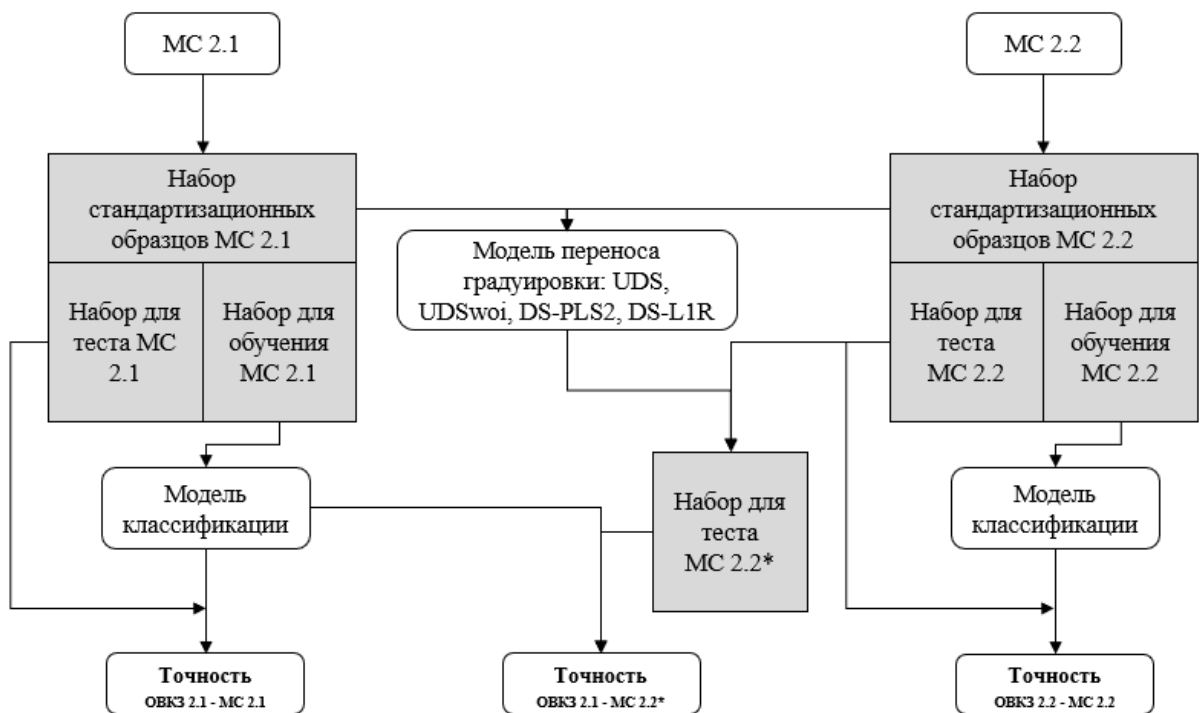 МС 2.1
МС 2.2
Набор
стандартизационных
образцов МС 2.1
Набор
стандартизационных
образцов МС 2.2
Модель переноса
градуировки: UDS,
UDSwoi, DS-PLS2, DS-L1R
Набор для
теста МС
2.1
Набор для
обучения
МС 2.1
Набор для
теста
МС 2.2
Набор для
обучения
МС 2.2
Модель
классификации
Набор для
теста
МС 2.2*
Модель
классификации
Точность
ОВКЗ 2.1 - МС 2.1
Точность
ОВКЗ 2.1 - МС 2.2*
Точность
ОВКЗ 2.2 - МС 2.2